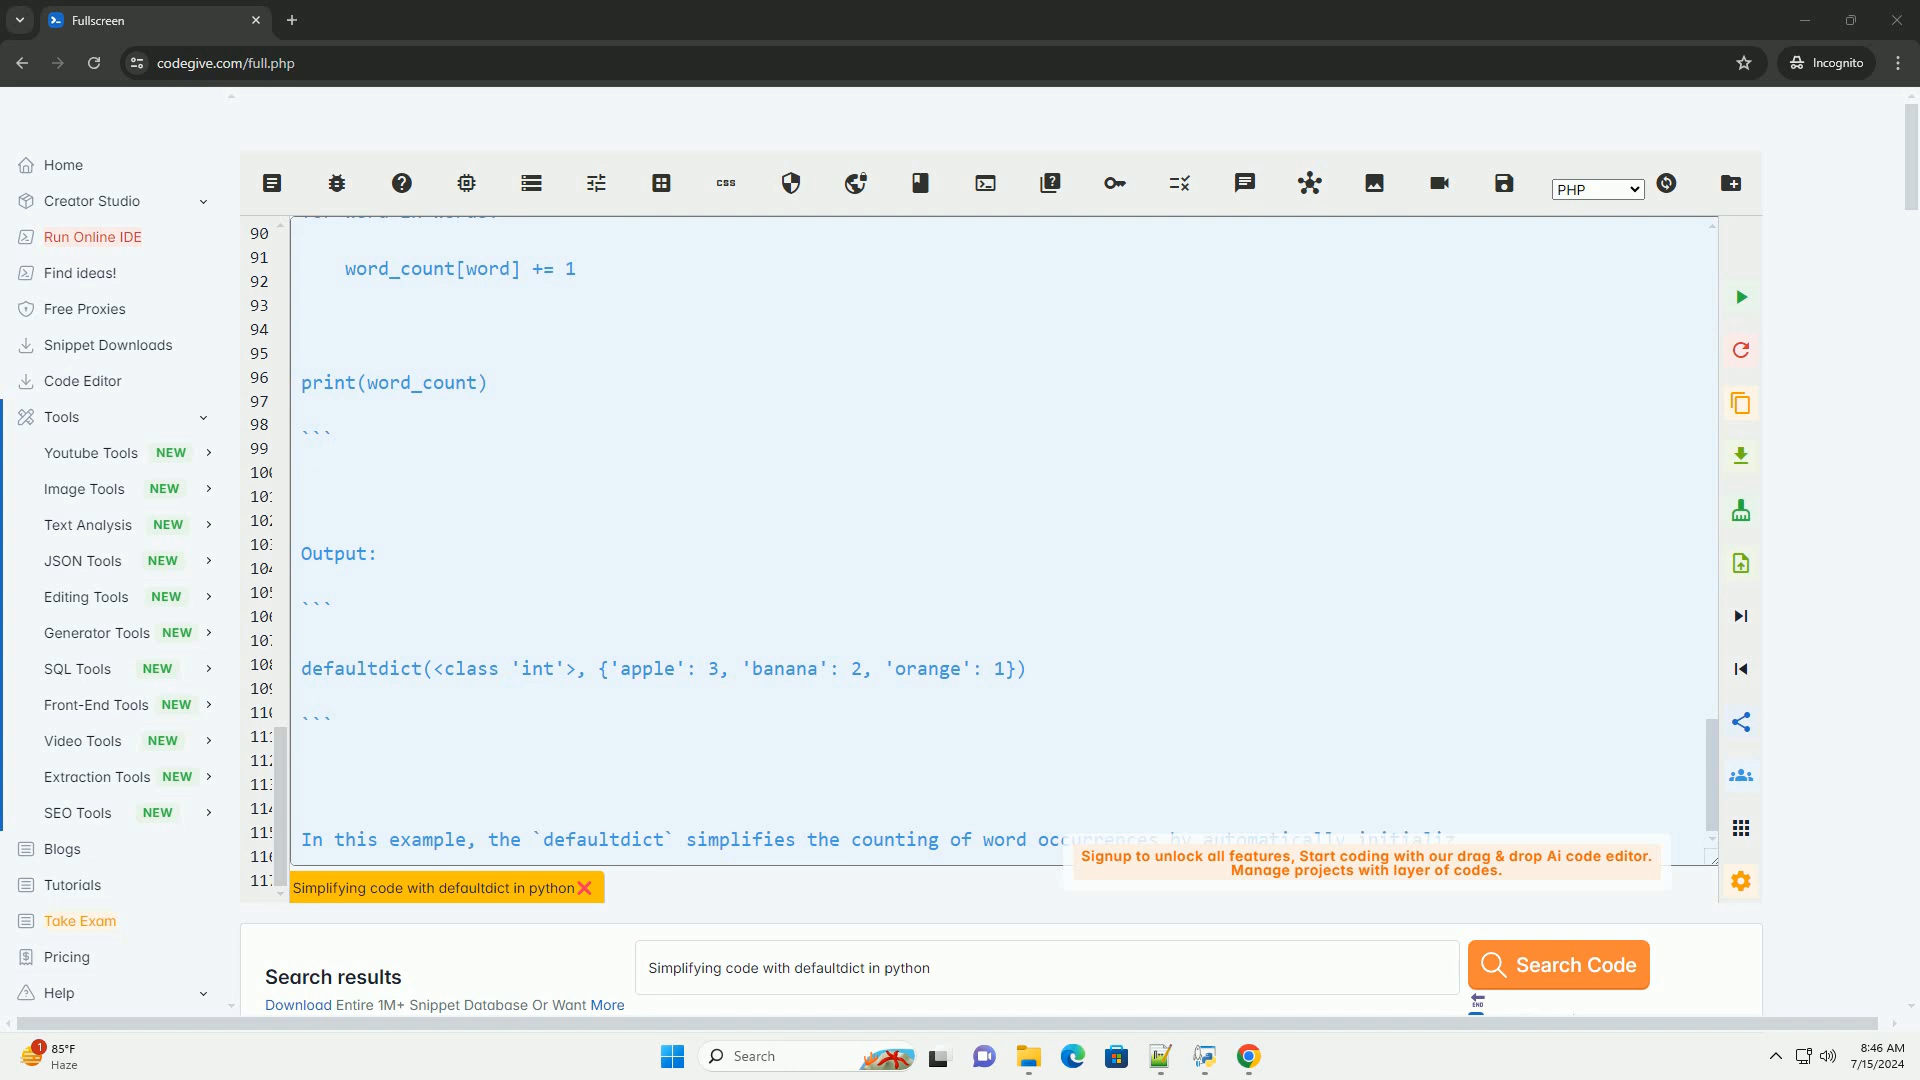 Fullscreen
codegive.com/full.php
Incognito
Home
Creator Studio
Run Online IDE
Find ideas!
Free Proxies
Snippet Downloads
Code Editor
Tools
Youtube Tools NEW
Image Tools NEW
Text Analysis NEW
JSON Tools NEW
Editing Tools NEW
Generator Tools NEW
SQL Tools NEW
Front-End Tools NEW
Video Tools NEW
Extraction Tools NEW
SEO Tools NEW
Blogs
Tutorials
Take Exam
Pricing
Help
css
PHP
90
91
92
93
94
95
96
97
98
99
word_count[word] += 1
print(word_count)
```
Output:
```
defaultdict(<class 'int'>, {'apple': 3, 'banana': 2, 'orange': 1})
```
In this example, the `defaultdict` simplifies the counting of word occurrences by automatically initializ
Signup to unlock all features, Start coding with our drag & drop Ai code editor.
Manage projects with layer of codes.
Simplifying code with defaultdict in python
Search results
Download Entire 1M+ Snippet Database Or Want More
Simplifying code with defaultdict in python
Search Code
END
1
85°F
Haze
Search
8:46 AM
7/15/2024